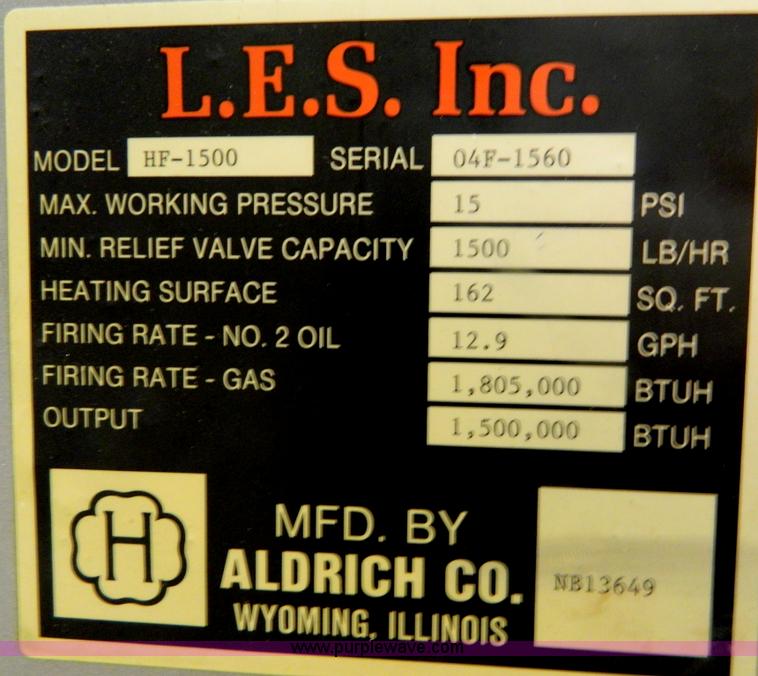 L.E.S. Inc.
MODEL HF-1500 SERIAL 04F-1560
MAX. WORKING PRESSURE 15 PSI
MIN. RELIEF VALVE CAPACITY 1500 LB/HR
HEATING SURFACE 162 SQ. FT.
FIRING RATE - NO. 2 OIL 12.9 GPH
FIRING RATE - GAS 1,805,000 BTUH
OUTPUT 1,500,000 BTUH
H
MFD. BY
ALDRICH CO.
WYOMING, ILLINOIS
NB13649
www.purplewave.com